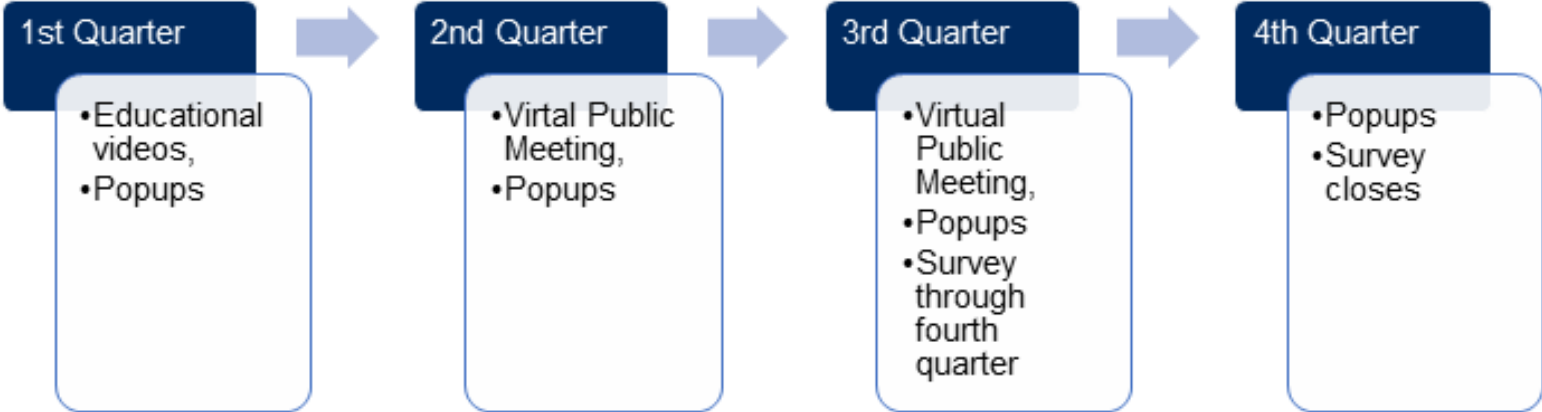 1st Quarter
•Educational
videos,
•Popups
2nd Quarter
•Virtal Public
Meeting,
•Popups
3rd Quarter
•Virtual
Public
Meeting,
•Popups
•Survey
through
fourth
quarter
4th Quarter
•Popups
•Survey
closes